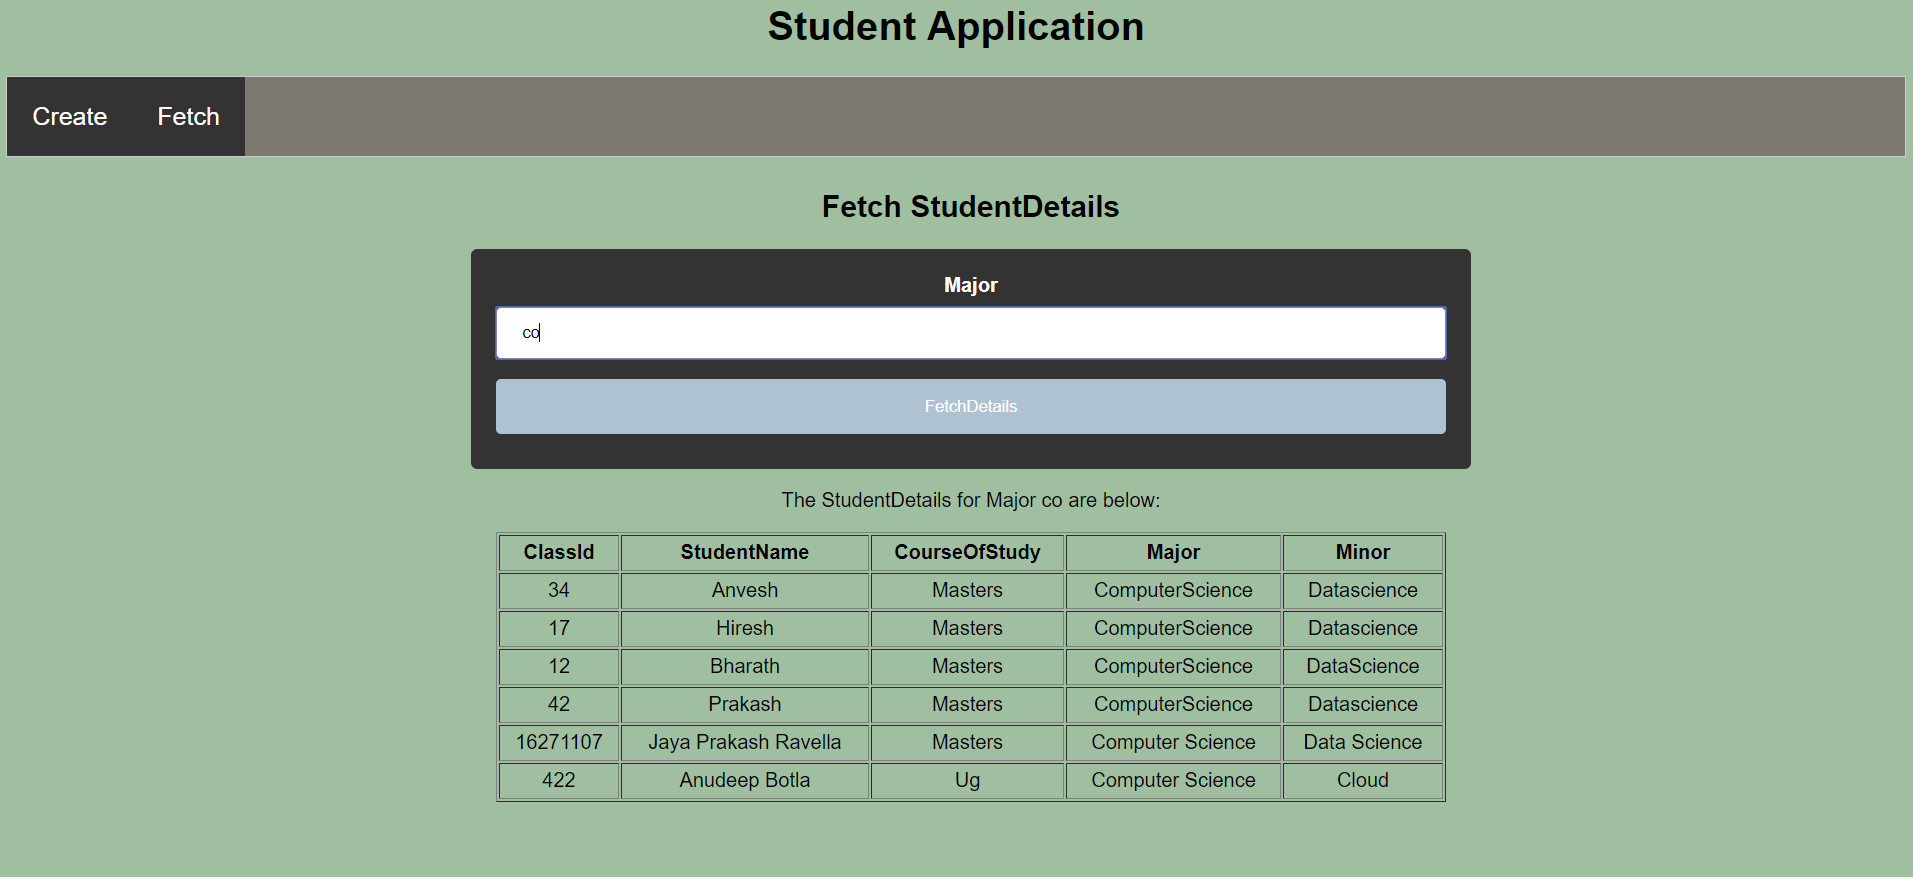 Student Application
Create Fetch
Fetch StudentDetails
Major
co
FetchDetails
The StudentDetails for Major co are below:
ClassId StudentName CourseOfStudy Major Minor
34 Anvesh Masters ComputerScience Datascience
17 Hiresh Masters ComputerScience Datascience
12 Bharath Masters ComputerScience DataScience
42 Prakash Masters ComputerScience Datascience
16271107 Jaya Prakash Ravella Masters Computer Science Data Science
422 Anudeep Botla Ug Computer Science Cloud